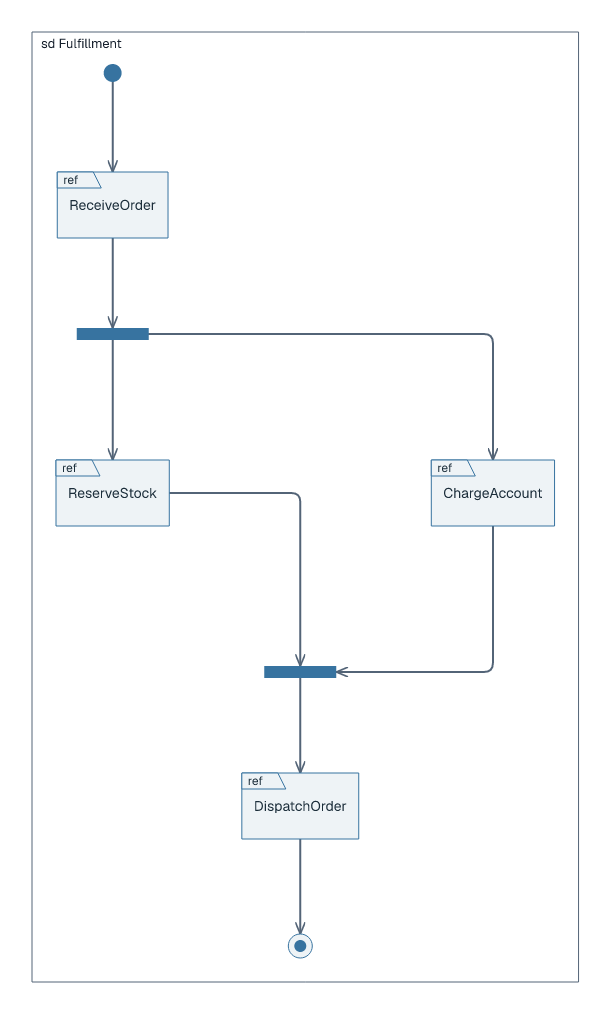 sd Fulfillment
ref
ReceiveOrder
ref
ReserveStock
ref
ChargeAccount
ref
DispatchOrder